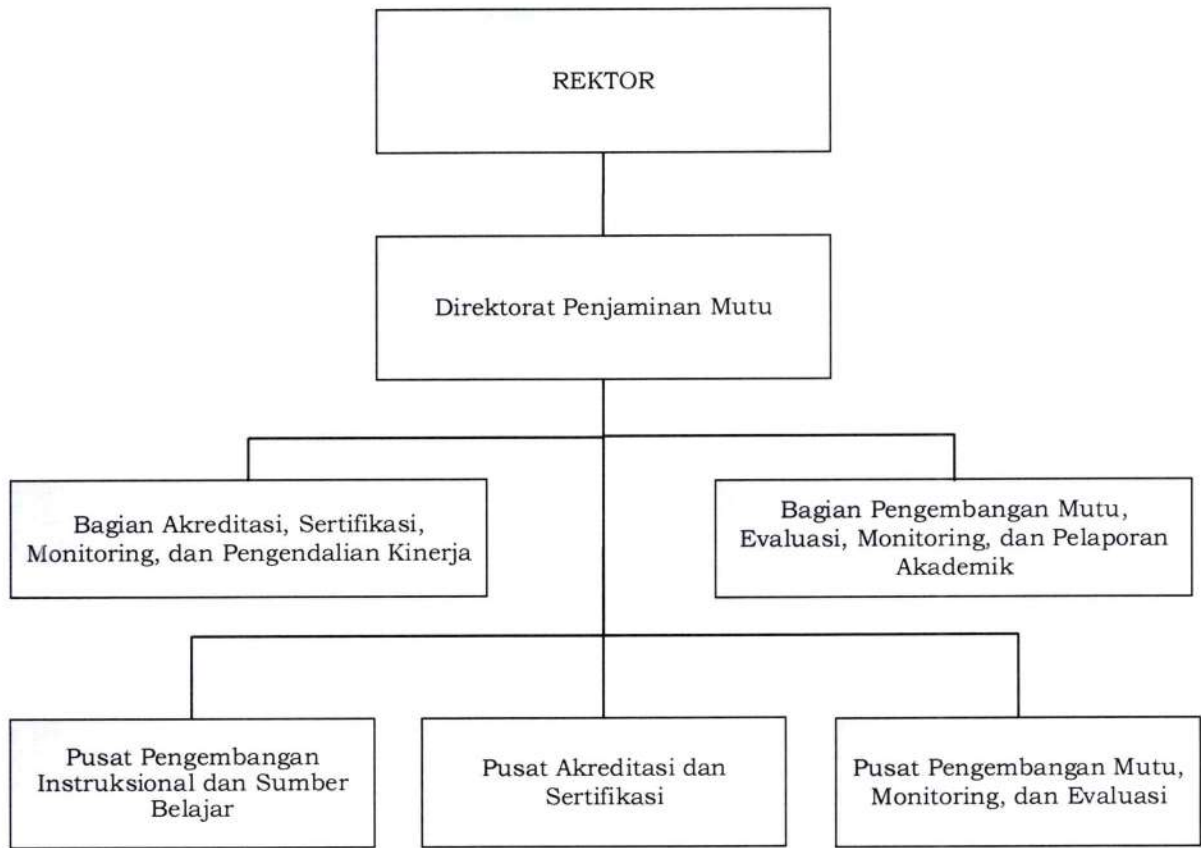 REKTOR
Direktorat Penjaminan Mutu
Bagian Akreditasi, Sertifikasi,
Monitoring, dan Pengendalian Kinerja
Bagian Pengembangan Mutu,
Evaluasi, Monitoring, dan Pelaporan
Akademik
Pusat Pengembangan
Instruksional dan Sumber
Belajar
Pusat Akreditasi dan
Sertifikasi
Pusat Pengembangan Mutu,
Monitoring, dan Evaluasi